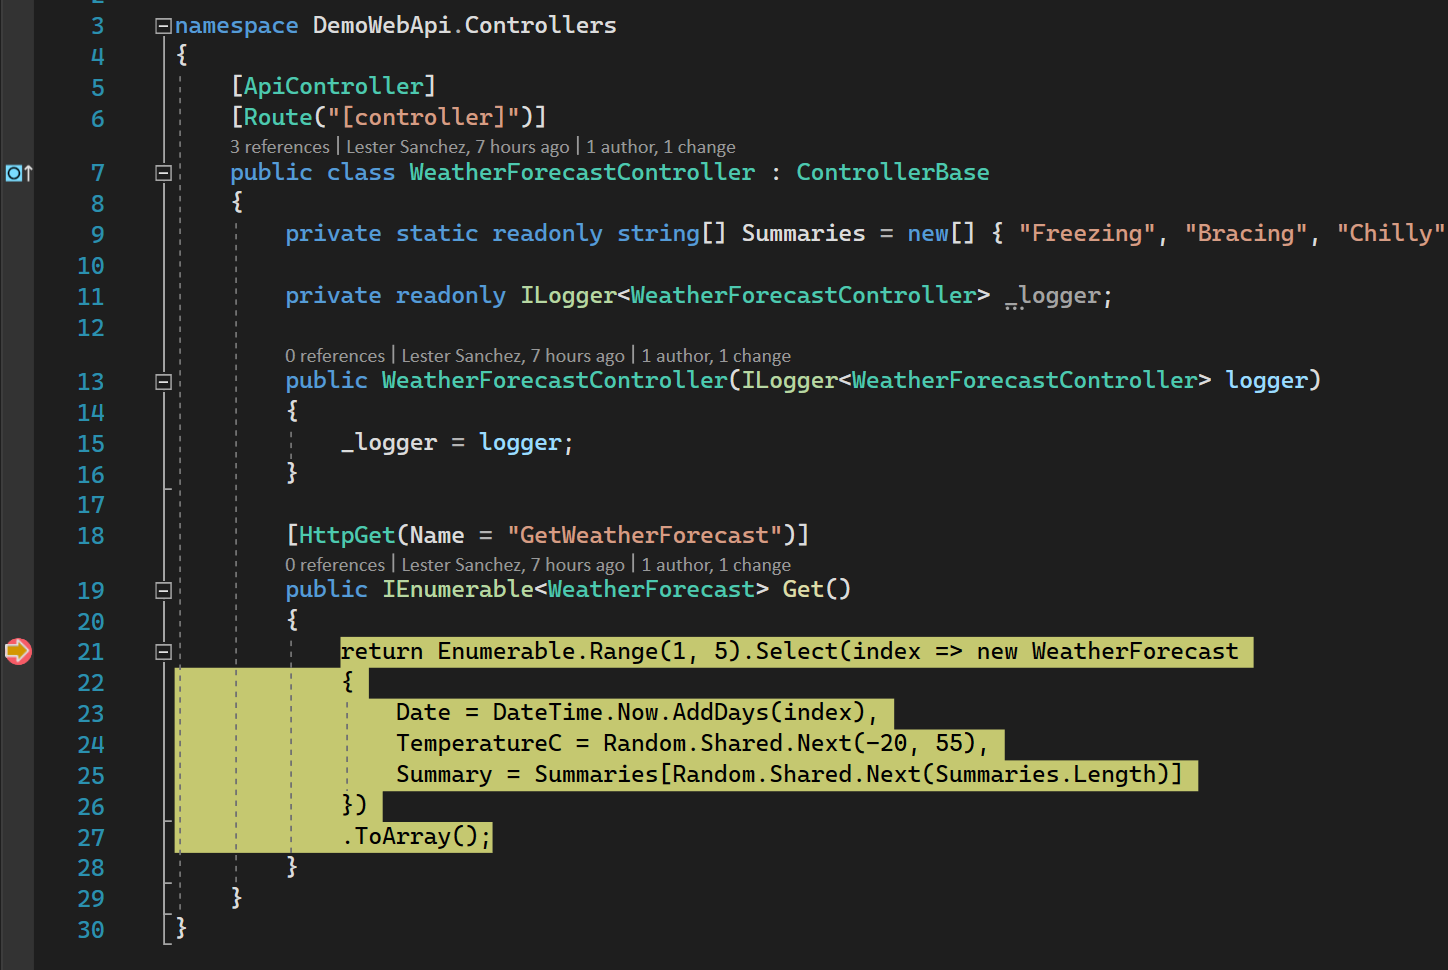 3 namespace DemoWebApi.Controllers
4 {
5 [ApiController]
6 [Route("[controller]")]
3 references | Lester Sanchez, 7 hours ago | 1 author, 1 change
7 public class WeatherForecastController : ControllerBase
8 {
9 private static readonly string[] Summaries = new[] { "Freezing", "Bracing", "Chilly"
10
11 private readonly ILogger<WeatherForecastController> _logger;
12
0 references | Lester Sanchez, 7 hours ago | 1 author, 1 change
13 public WeatherForecastController(ILogger<WeatherForecastController> logger)
14 {
15 _logger = logger;
16 }
17
18 [HttpGet(Name = "GetWeatherForecast")]
0 references | Lester Sanchez, 7 hours ago | 1 author, 1 change
19 public IEnumerable<WeatherForecast> Get()
20 {
21 return Enumerable.Range(1, 5).Select(index => new WeatherForecast
22 {
23 Date = DateTime.Now.AddDays(index),
24 TemperatureC = Random.Shared.Next(-20, 55),
25 Summary = Summaries[Random.Shared.Next(Summaries.Length)]
26 })
27 .ToArray();
28 }
29 }
30 }